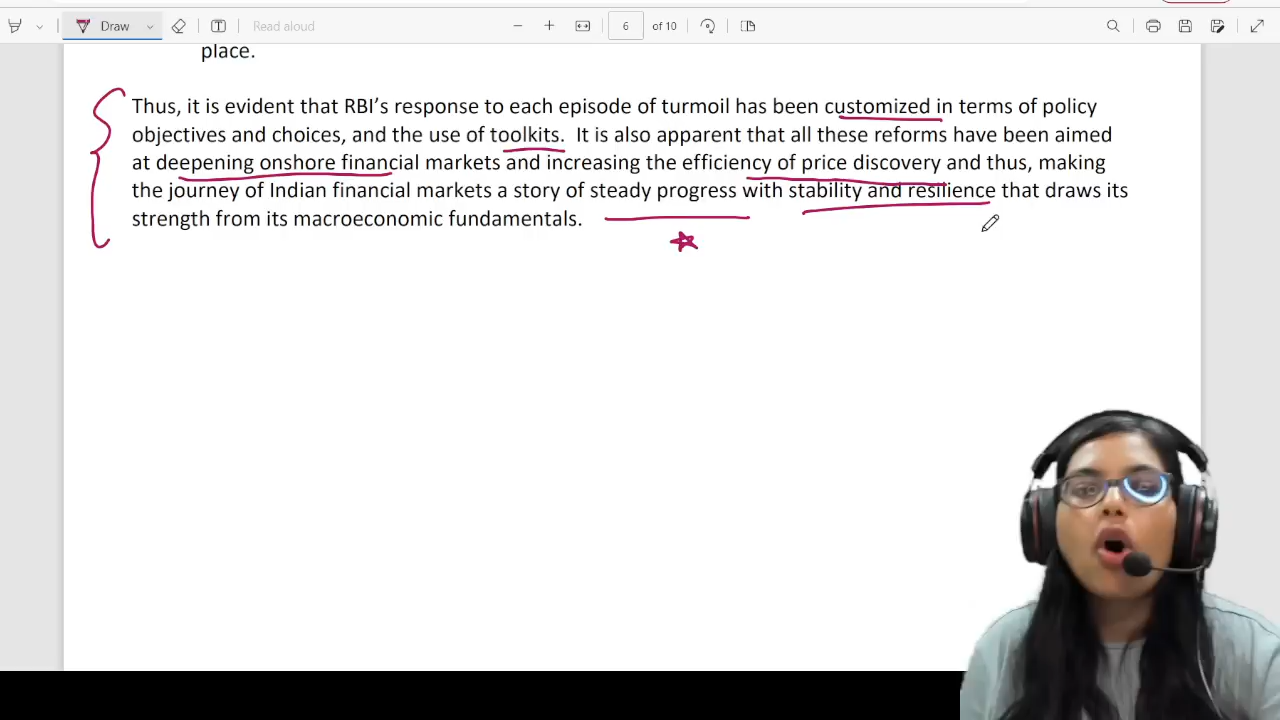 Draw
Read aloud
6
of 10
place.
Thus, it is evident that RBI's response to each episode of turmoil has been customized in terms of policy
objectives and choices, and the use of toolkits.  It is also apparent that all these reforms have been aimed
at deepening onshore financial markets and increasing the efficiency of price discovery and thus, making
the journey of Indian financial markets a story of steady progress with stability and resilience that draws its
strength from its macroeconomic fundamentals.